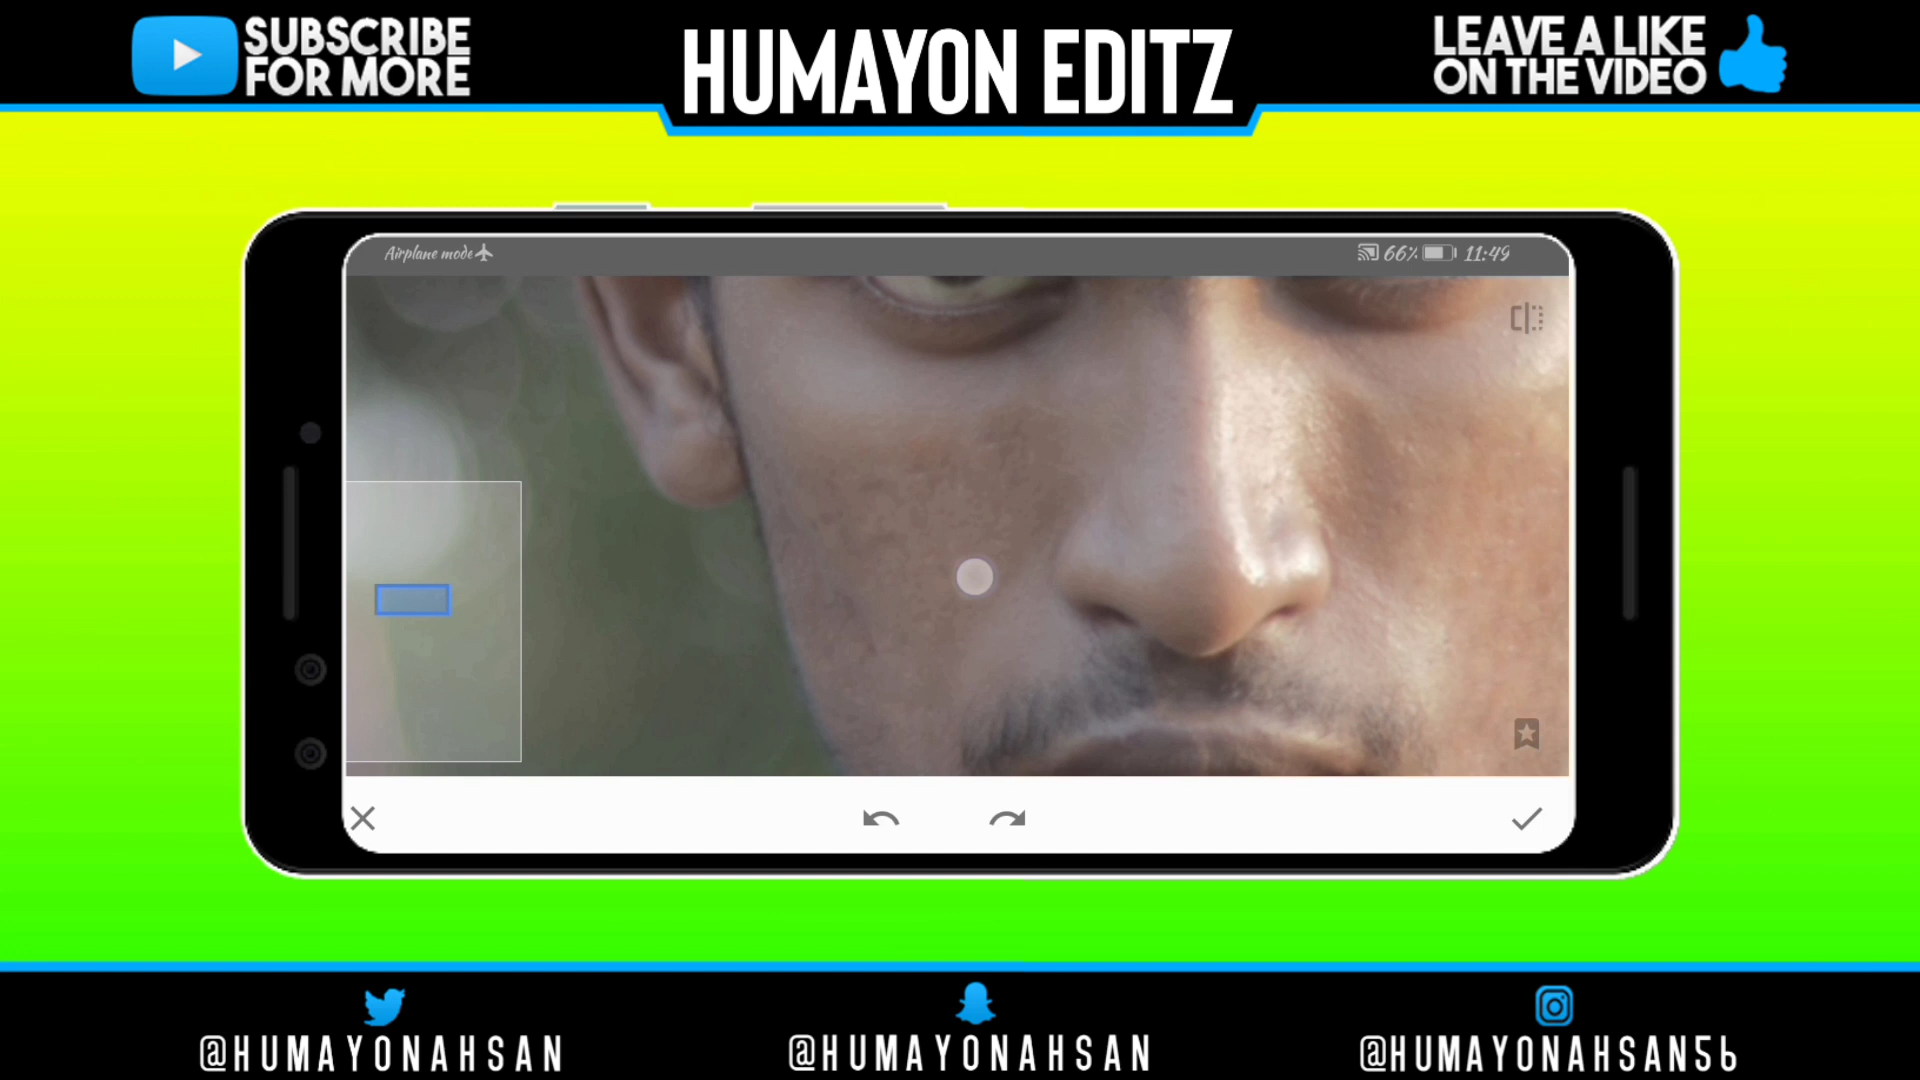 SUBSCRIBE
FOR MORE
HUMAYON EDITZ
LEAVE A LIKE
ON THE VIDEO
Airplane mode
66% 11:49
@HUMAYONAHSAN
@HUMAYONAHSAN
@HUMAYONAHSAN56